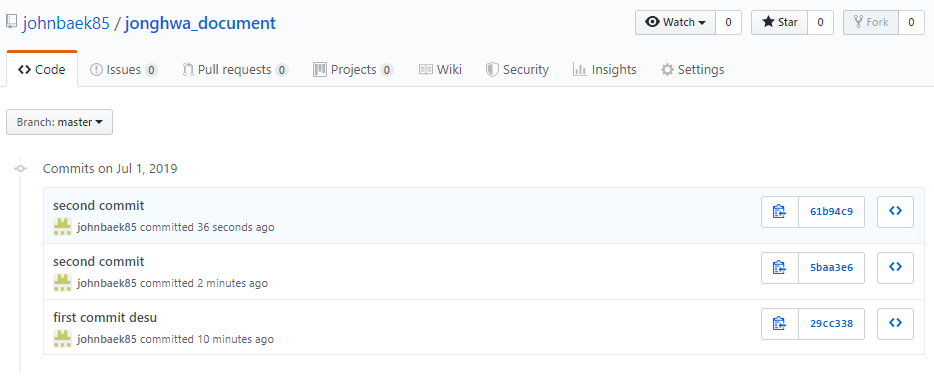 johnbaek85 / jonghwa_document Watch 0 Star 0 Fork 0
Code Issues 0 Pull requests 0 Projects 0 Wiki Security Insights Settings
Branch: master
Commits on Jul 1, 2019
second commit
johnbaek85 committed 36 seconds ago 61b94c9
second commit
johnbaek85 committed 2 minutes ago 5baa3e6
first commit desu
johnbaek85 committed 10 minutes ago 29cc338